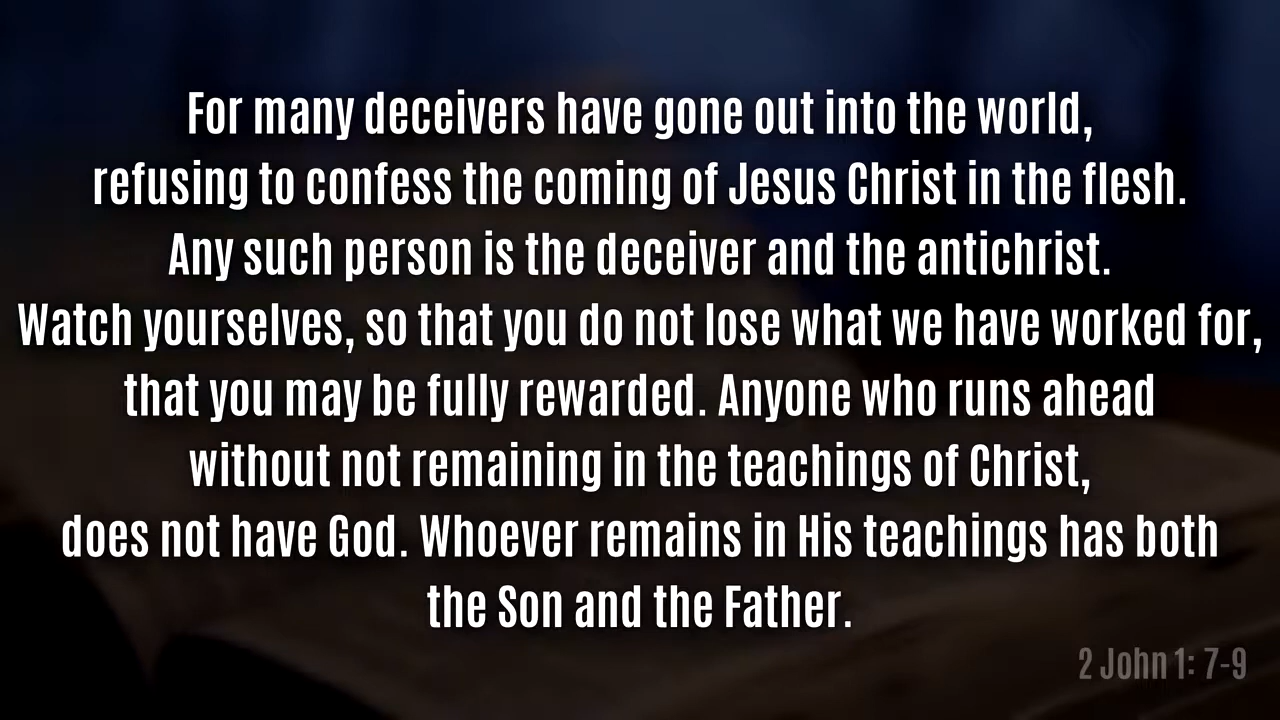 For many deceivers have gone out into the world,
refusing to confess the coming of Jesus Christ in the flesh.
Any such person is the deceiver and the antichrist.
Watch yourselves, so that you do not lose what we have worked for,
that you may be fully rewarded. Anyone who runs ahead
without not remaining in the teachings of Christ,
does not have God. Whoever remains in His teachings has both
the Son and the Father.
2 John 1: 7-9